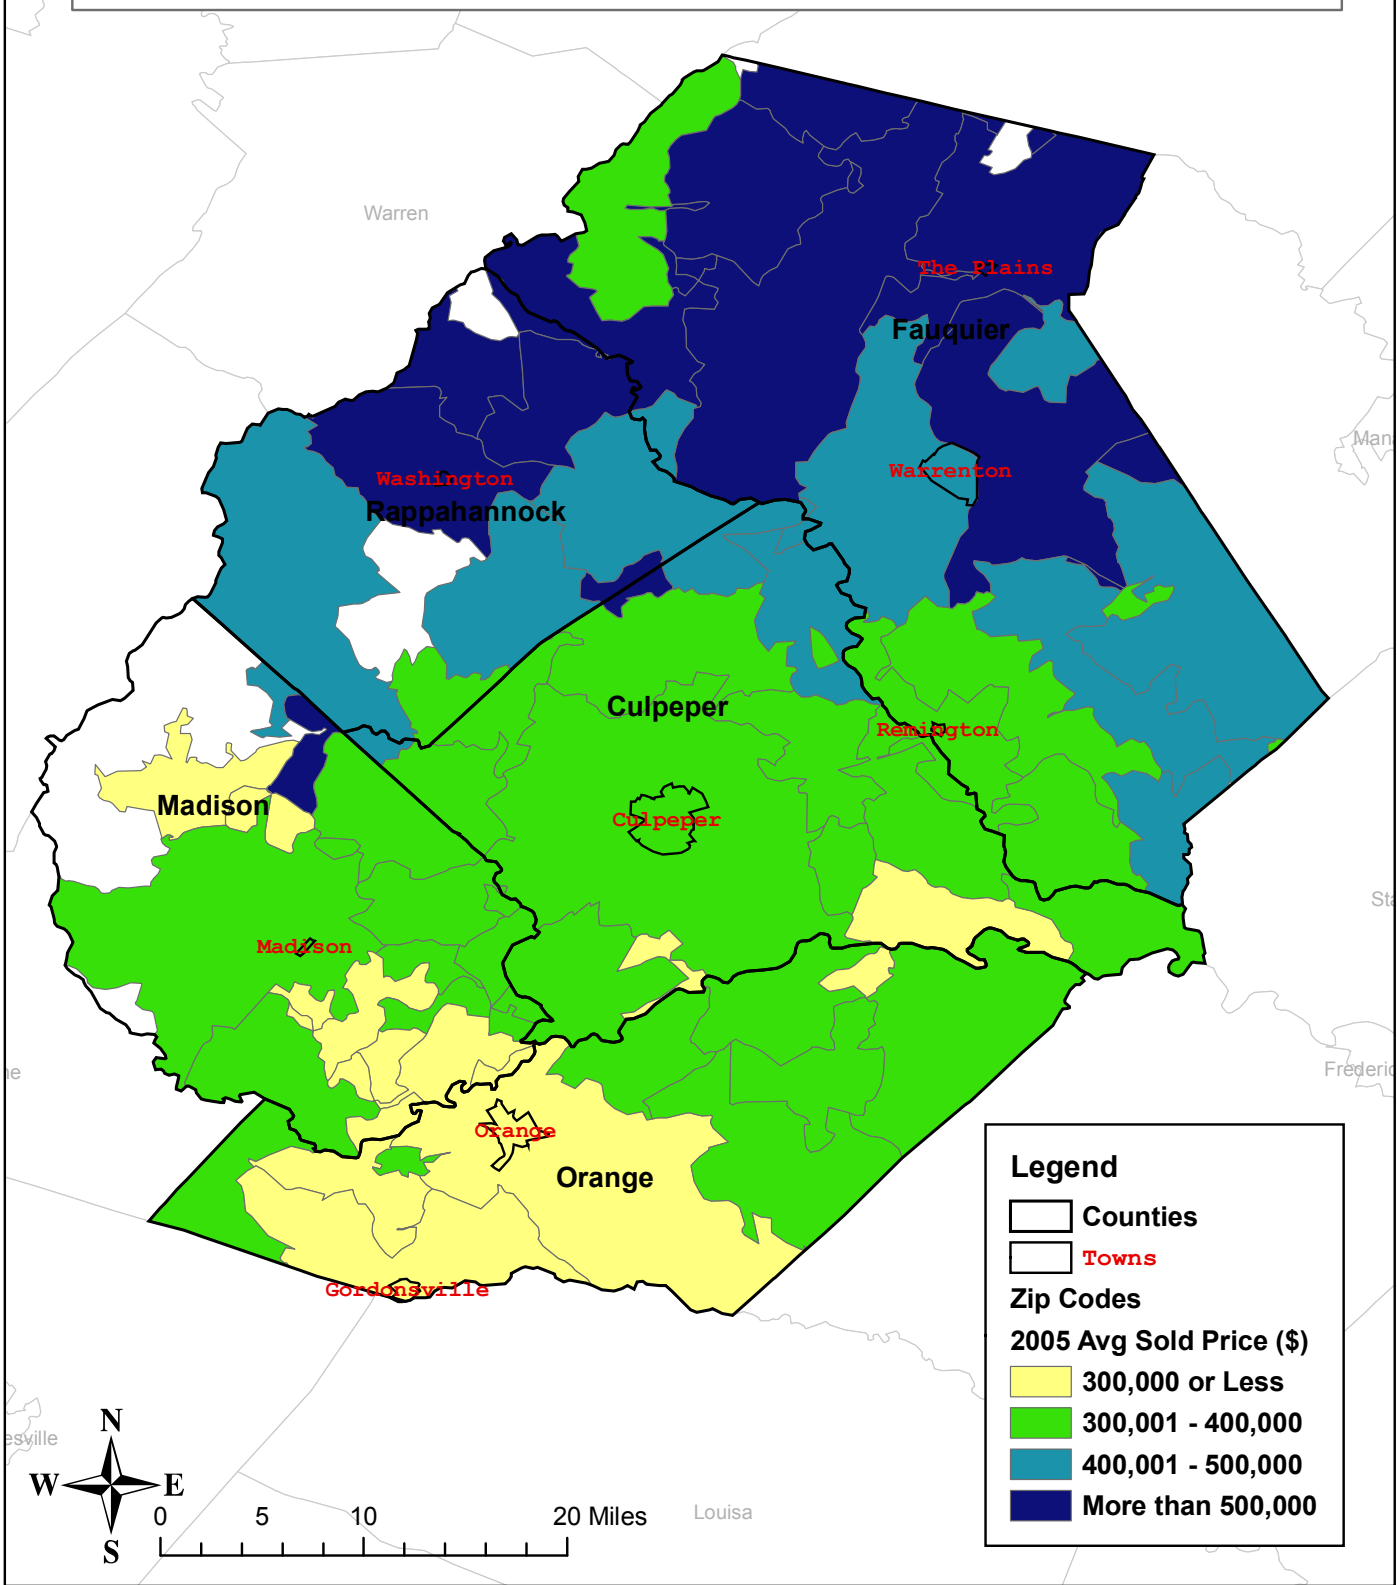 Warren
The Plains
Fauquier
Mana
Warrenton
Washington
Rappahannock
Culpeper
Remington
Madison
Culpeper
Sta
Madison
ne
Frederic
Orange
Orange
Gordonsville
Legend
Counties
Towns
Zip Codes
2005 Avg Sold Price ($)
300,000 or Less
300,001 - 400,000
400,001 - 500,000
More than 500,000
esville
N
W E
S
0 5 10 20 Miles
Louisa